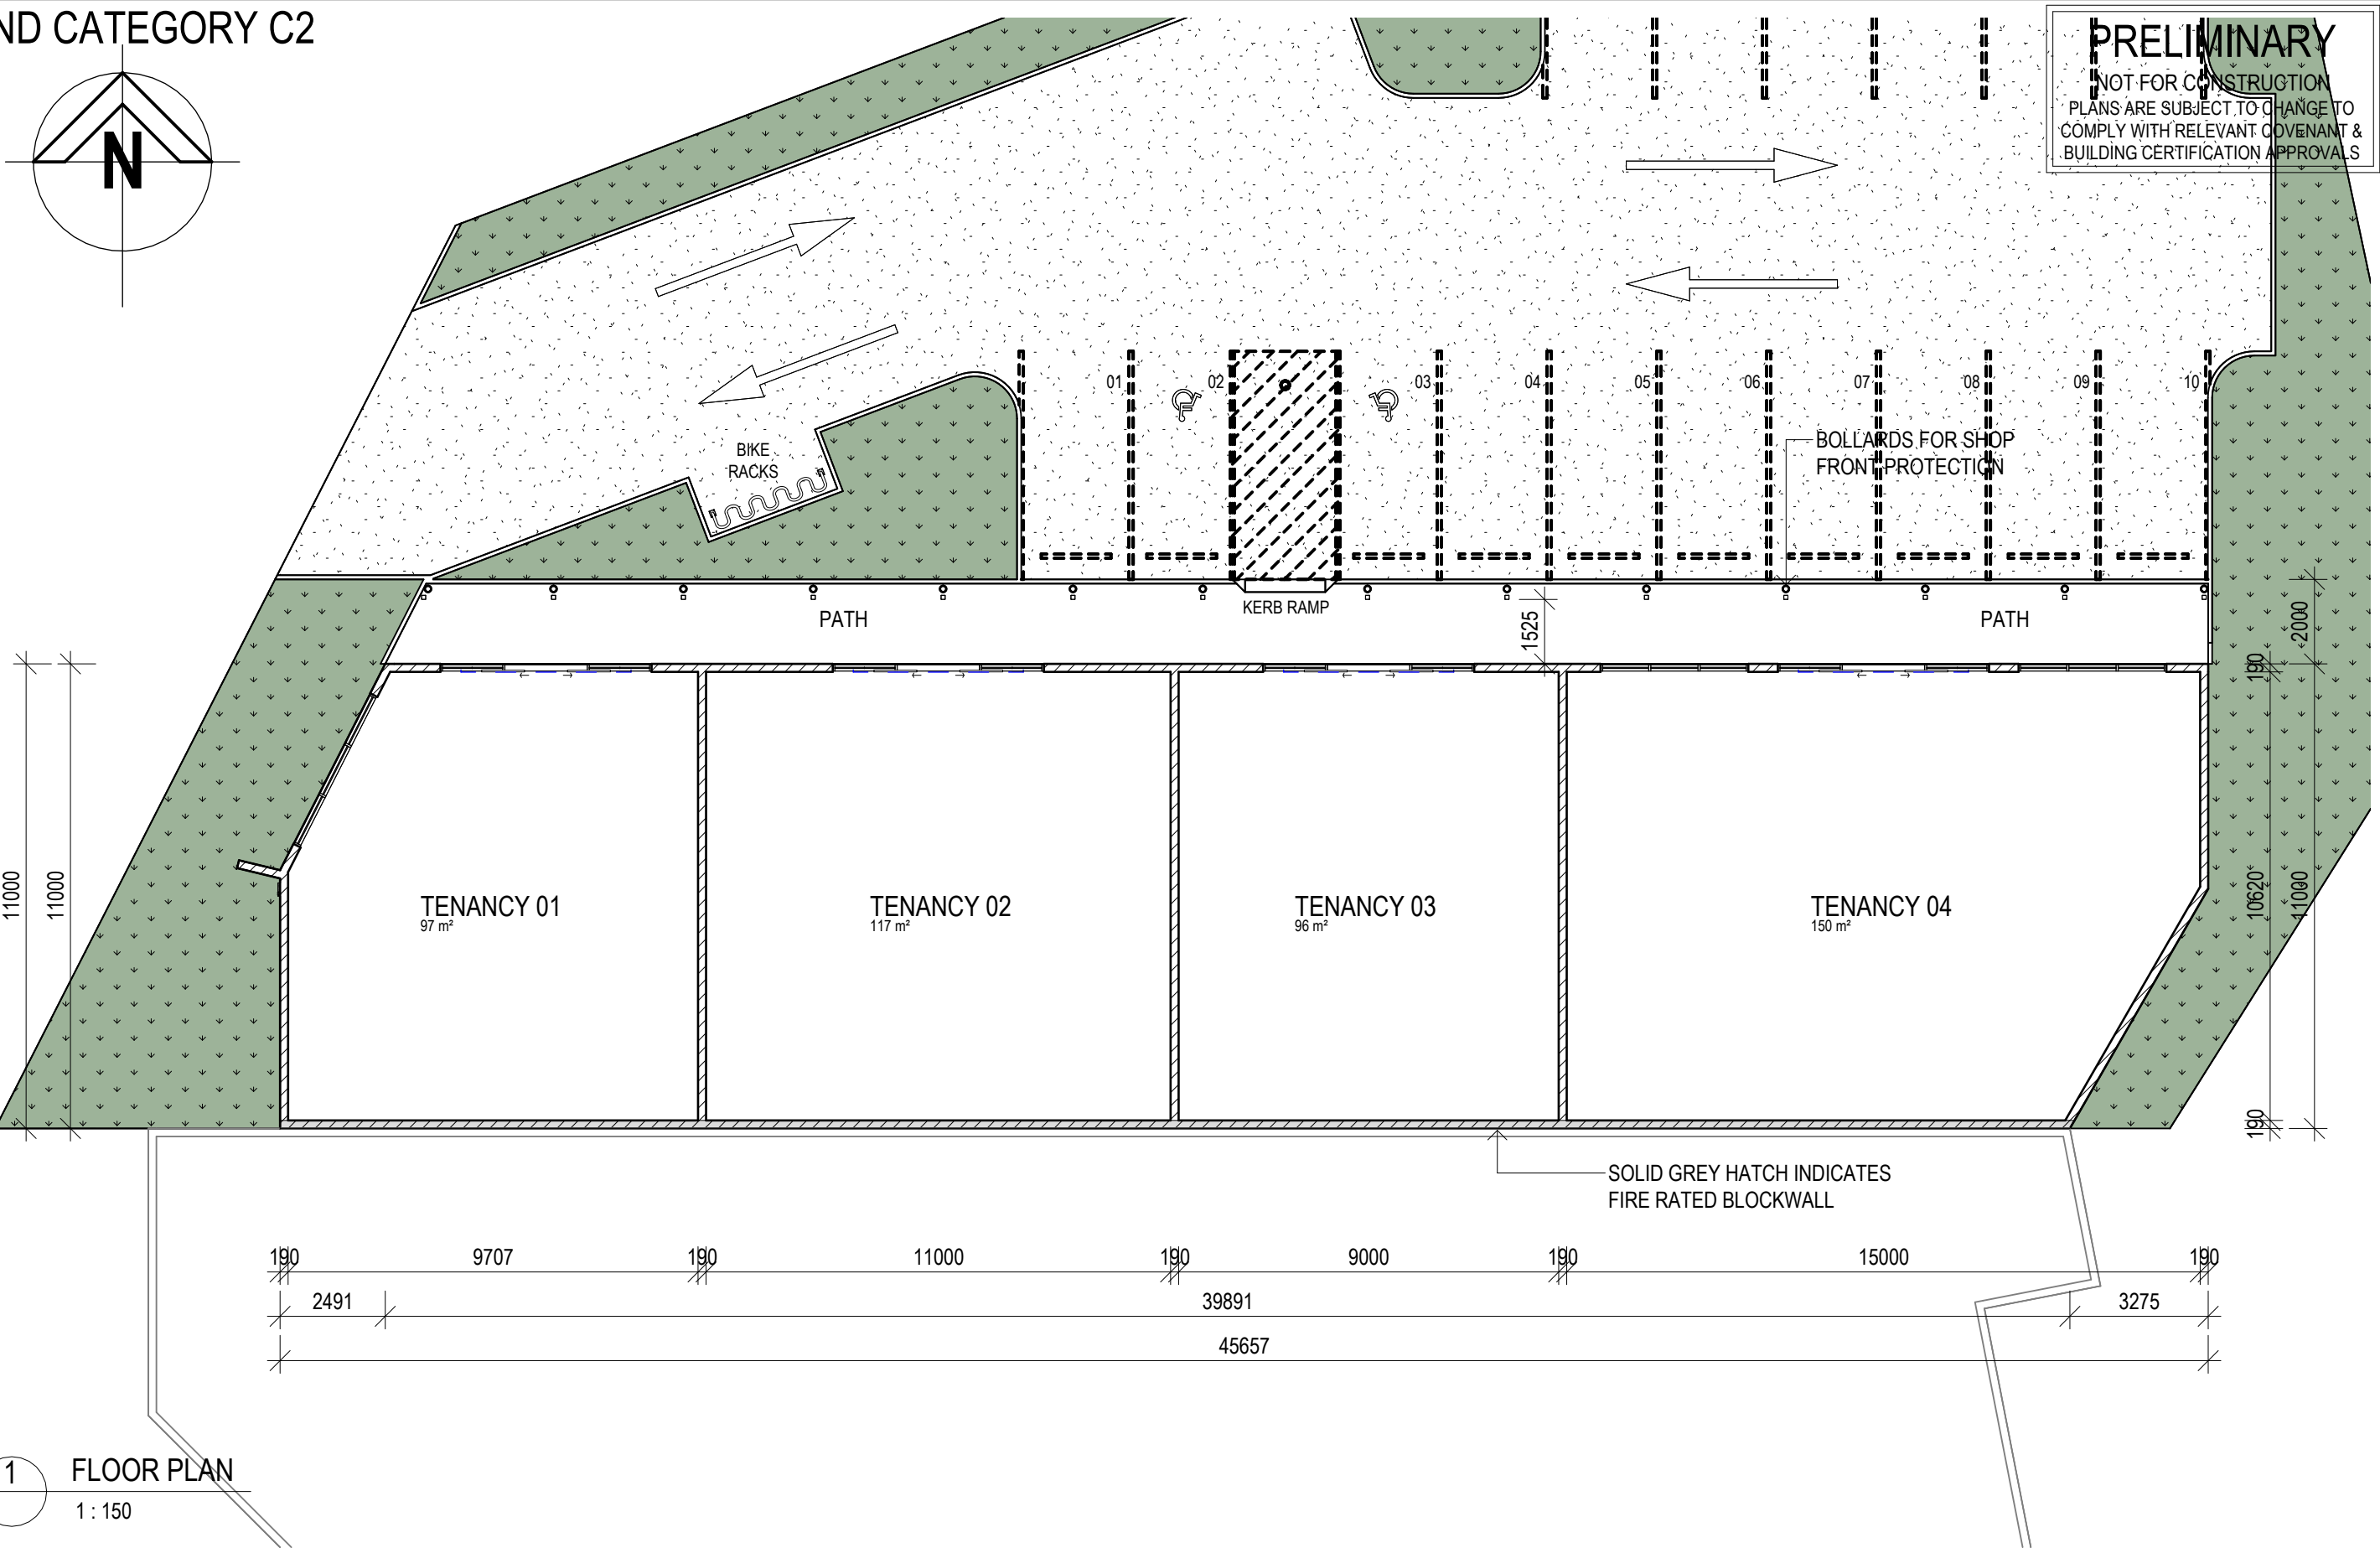 ND CATEGORY C2
N
PRELIMINARY
NOT FOR CONSTRUCTION
PLANS ARE SUBJECT TO CHANGE TO
COMPLY WITH RELEVANT COVENANT &
BUILDING CERTIFICATION APPROVALS
01
02
03
04
05
06
07
08
09
10
BIKE
RACKS
BOLLARDS FOR SHOP
FRONT PROTECTION
PATH
KERB RAMP
1525
PATH
2000
190
11000
11000
TENANCY 01
97 m²
TENANCY 02
117 m²
TENANCY 03
96 m²
TENANCY 04
150 m²
10620
11000
190
SOLID GREY HATCH INDICATES
FIRE RATED BLOCKWALL
190
9707
190
11000
190
9000
190
15000
190
2491
39891
3275
45657
1
FLOOR PLAN
1 : 150